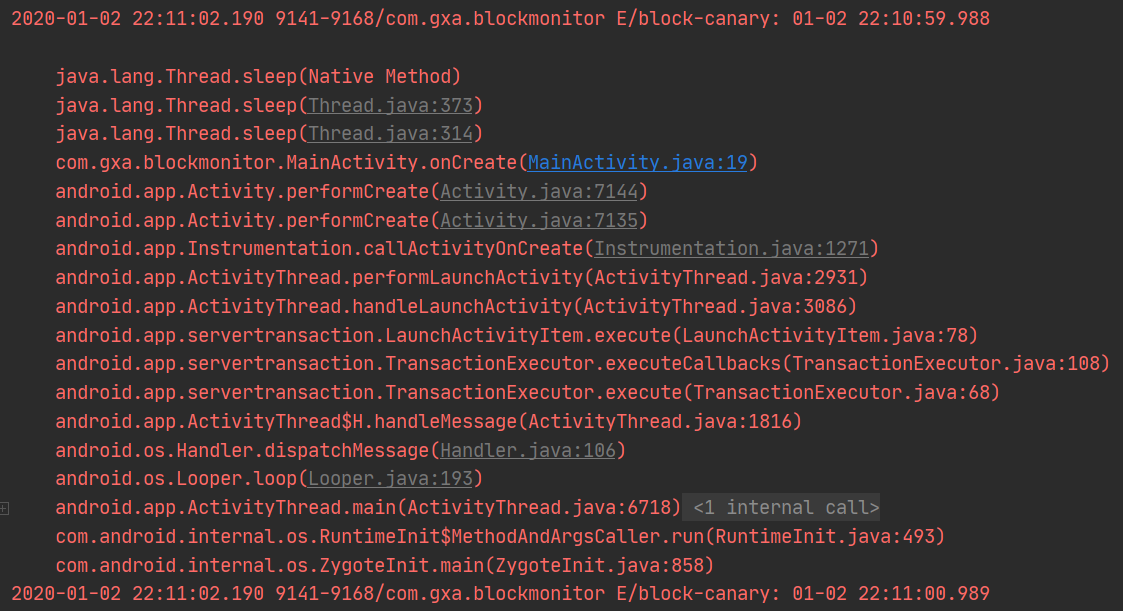 2020-01-02 22:11:02.190 9141-9168/com.gxa.blockmonitor E/block-canary: 01-02 22:10:59.988
java.lang.Thread.sleep(Native Method)
java.lang.Thread.sleep(Thread.java:373)
java.lang.Thread.sleep(Thread.java:314)
com.gxa.blockmonitor.MainActivity.onCreate(MainActivity.java:19)
android.app.Activity.performCreate(Activity.java:7144)
android.app.Activity.performCreate(Activity.java:7135)
android.app.Instrumentation.callActivityOnCreate(Instrumentation.java:1271)
android.app.ActivityThread.performLaunchActivity(ActivityThread.java:2931)
android.app.ActivityThread.handleLaunchActivity(ActivityThread.java:3086)
android.app.servertransaction.LaunchActivityItem.execute(LaunchActivityItem.java:78)
android.app.servertransaction.TransactionExecutor.executeCallbacks(TransactionExecutor.java:108)
android.app.servertransaction.TransactionExecutor.execute(TransactionExecutor.java:68)
android.app.ActivityThread$H.handleMessage(ActivityThread.java:1816)
android.os.Handler.dispatchMessage(Handler.java:106)
android.os.Looper.loop(Looper.java:193)
android.app.ActivityThread.main(ActivityThread.java:6718) <1 internal call>
com.android.internal.os.RuntimeInit$MethodAndArgsCaller.run(RuntimeInit.java:493)
com.android.internal.os.ZygoteInit.main(ZygoteInit.java:858)
2020-01-02 22:11:02.190 9141-9168/com.gxa.blockmonitor E/block-canary: 01-02 22:11:00.989